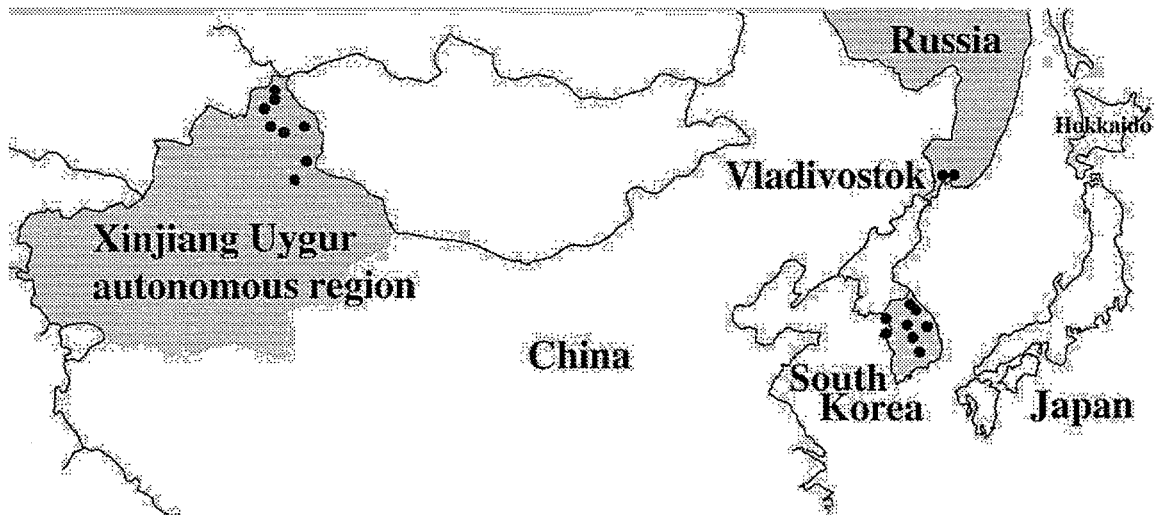 Russia
Hokkaido
Vladivostok
Xinjiang Uygur
autonomous region
China
South
Korea
Japan